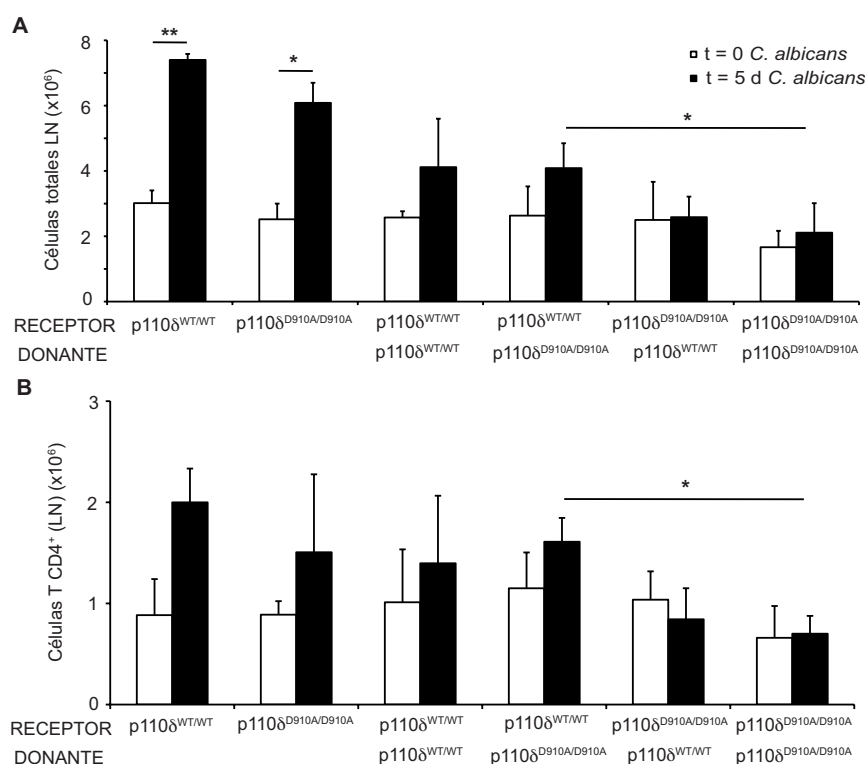 A
Células totales LN (x10⁶)
8
6
4
2
0
**
*
*
t = 0 C. albicans
t = 5 d C. albicans
RECEPTOR p110δWT/WT p110δD910A/D910A p110δWT/WT p110δWT/WT p110δD910A/D910A p110δD910A/D910A
DONANTE p110δWT/WT p110δD910A/D910A p110δWT/WT p110δD910A/D910A
B
Células T CD4⁺ (LN) (x10⁶)
3
2
1
0
*
RECEPTOR p110δWT/WT p110δD910A/D910A p110δWT/WT p110δWT/WT p110δD910A/D910A p110δD910A/D910A
DONANTE p110δWT/WT p110δD910A/D910A p110δWT/WT p110δD910A/D910A